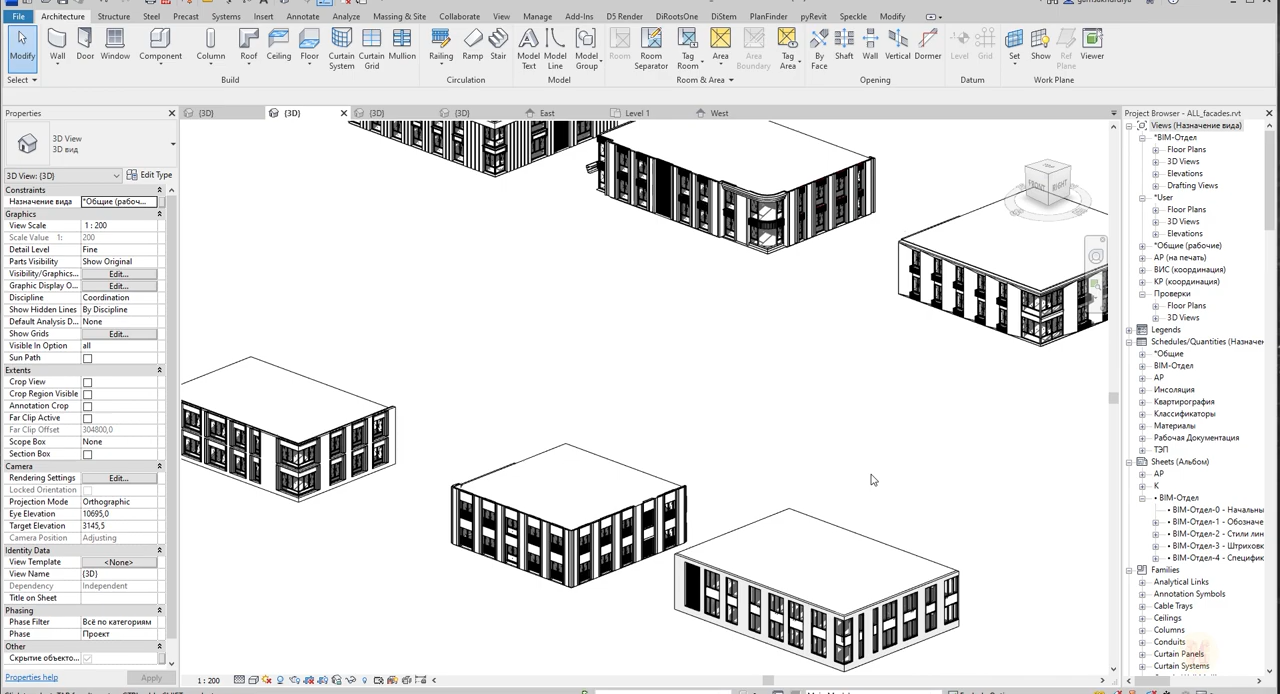 File Architecture Structure Steel Precast Systems Insert Annotate Analyze Massing & Site Collaborate View Manage Add-Ins D5 Render DiRootsOne DiStem PlanFinder pyRevit Speckle Modify
Modify Wall Door Window Component Column Roof Ceiling Floor Curtain System Curtain Grid Mullion Railing Ramp Stair Model Text Model Line Model Group Room Room Separator Tag Room Area Area Boundary Tag Area By Face Shaft Wall Vertical Dormer Level Grid Set Show Ref Plane Viewer
Select Build Circulation Model Room & Area Opening Datum Work Plane
Properties
{3D} {3D} {3D} {3D} East Level 1 West
Project Browser - ALL_facades.rvt
3D View
3D вид
3D View: {3D} Edit Type
Constraints
Назначение вида *Общие (рабоч...
Graphics
View Scale 1 : 200
Scale Value 1: 200
Detail Level Fine
Parts Visibility Show Original
Visibility/Graphics... Edit...
Graphic Display O... Edit...
Discipline Coordination
Show Hidden Lines By Discipline
Default Analysis D... None
Show Grids Edit...
Visible In Option all
Sun Path
Extents
Crop View
Crop Region Visible
Annotation Crop
Far Clip Active
Far Clip Offset 304800,0
Scope Box None
Section Box
Camera
Rendering Settings Edit...
Locked Orientation
Projection Mode Orthographic
Eye Elevation 10695,0
Target Elevation 3145,5
Camera Position Adjusting
Identity Data
View Template <None>
View Name {3D}
Dependency Independent
Title on Sheet
Phasing
Phase Filter Всё по категориям
Phase Проект
Other
Скрытие объекто...
Properties help Apply
FRONT RIGHT
1 : 200
Views (Назначение вида)
*BIM-Отдел
Floor Plans
3D Views
Elevations
Drafting Views
*User
Floor Plans
3D Views
Elevations
*Общие (рабочие)
АР (на печать)
ВИС (координация)
КР (координация)
Проверки
Floor Plans
3D Views
Legends
Schedules/Quantities (Назначен
*Общие
BIM-Отдел
АР
Инсоляция
Квартирография
Классификаторы
Материалы
Рабочая Документация
ТЭП
Sheets (Альбом)
АР
К
• BIM-Отдел
• BIM-Отдел-0 - Начальны
• BIM-Отдел-1 - Обозначе
• BIM-Отдел-2 - Стили лин
• BIM-Отдел-3 - Штриховк
• BIM-Отдел-4 - Специфик
Families
Analytical Links
Annotation Symbols
Cable Trays
Ceilings
Columns
Conduits
Curtain Panels
Curtain Systems